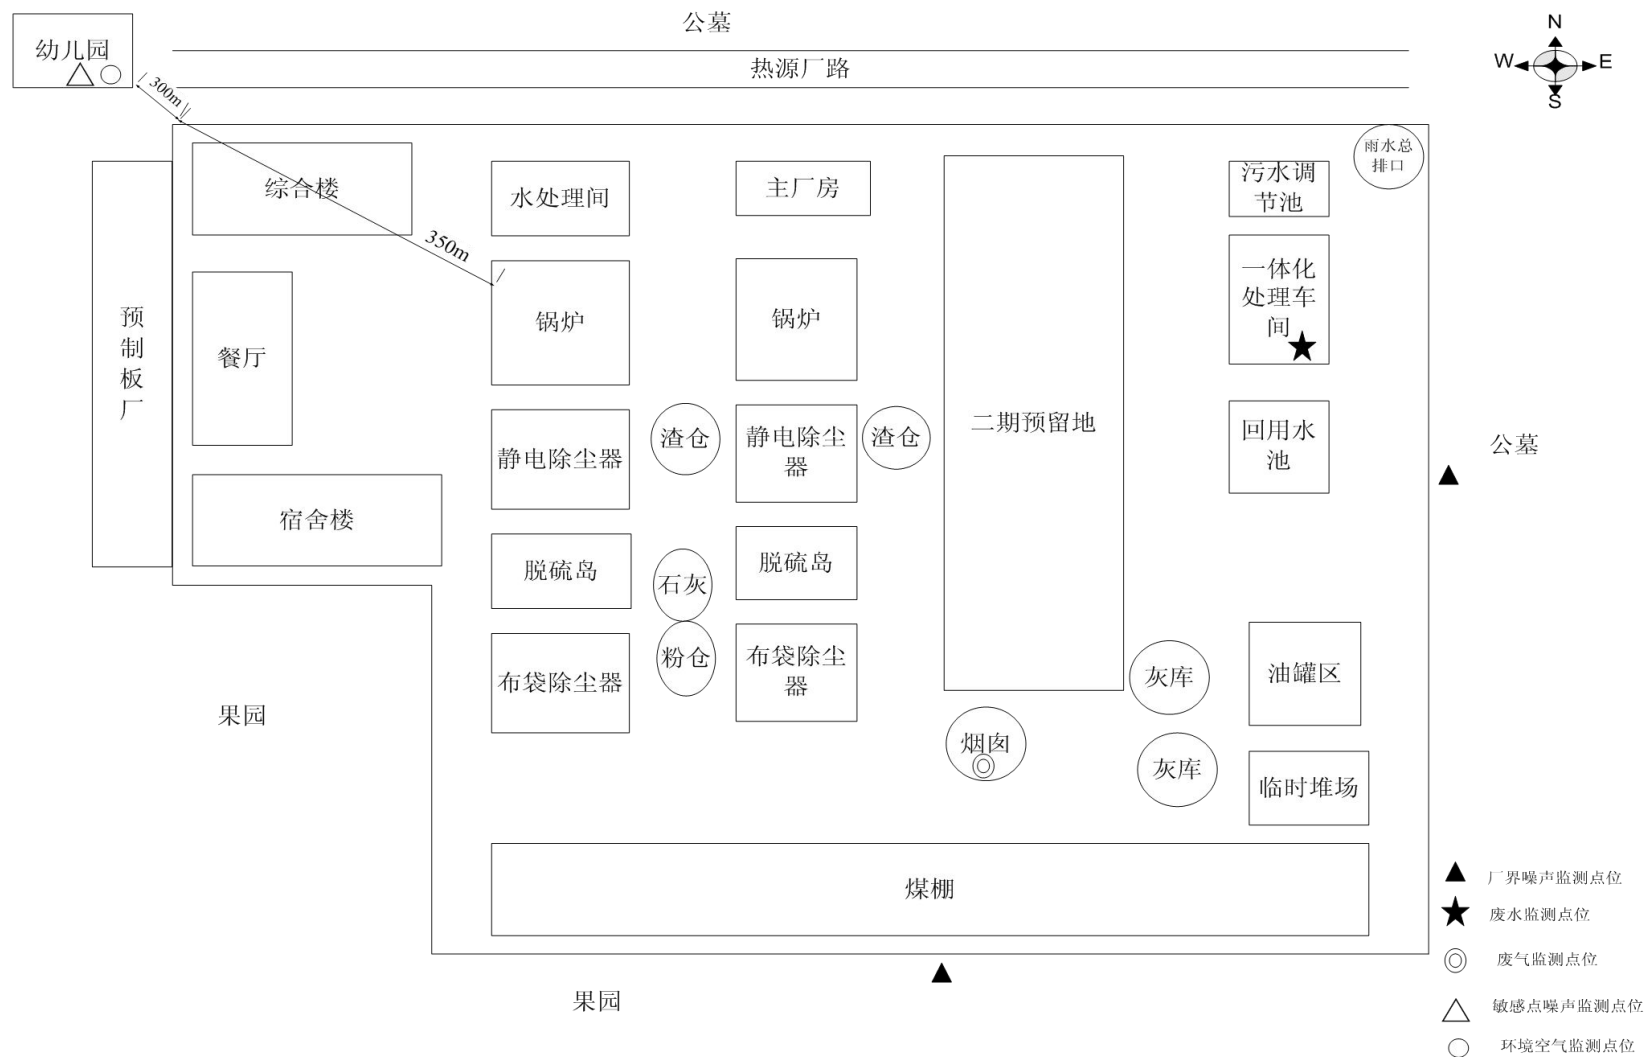 公墓
幼儿园
热源厂路
N
W
E
S
300m
雨水总
排口
综合楼
水处理间
主厂房
污水调
节池
350m
预
制
板
厂
餐厅
锅炉
锅炉
一体化
处理车
间
静电除尘器
渣仓
静电除尘
器
渣仓
二期预留地
回用水
池
公墓
宿舍楼
脱硫岛
石灰
脱硫岛
粉仓
布袋除尘器
布袋除尘
器
灰库
油罐区
果园
烟囱
灰库
临时堆场
煤棚
果园
厂界噪声监测点位
废水监测点位
废气监测点位
敏感点噪声监测点位
环境空气监测点位